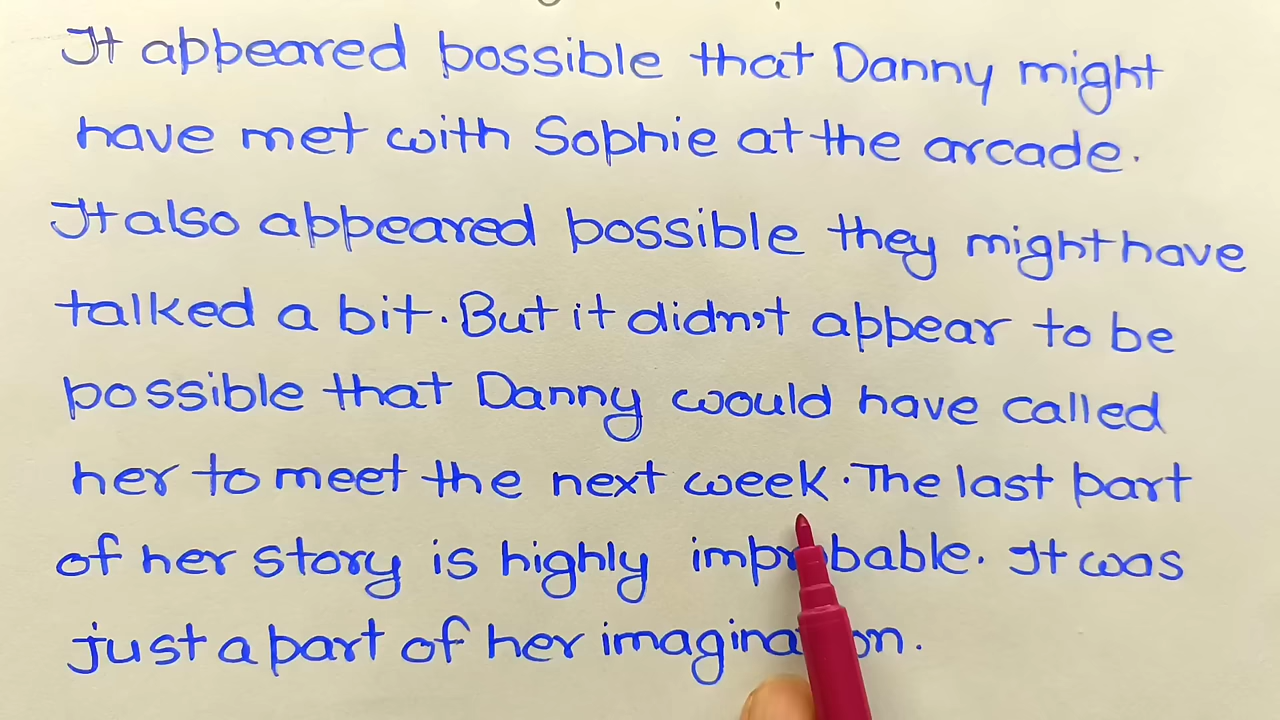 It appeared possible that Danny might
have met with Sophie at the arcade.
It also appeared possible they might have
talked a bit. But it didn't appear to be
possible that Danny would have called
her to meet the next week. The last part
of her story is highly improbable. It was
just a part of her imagination.